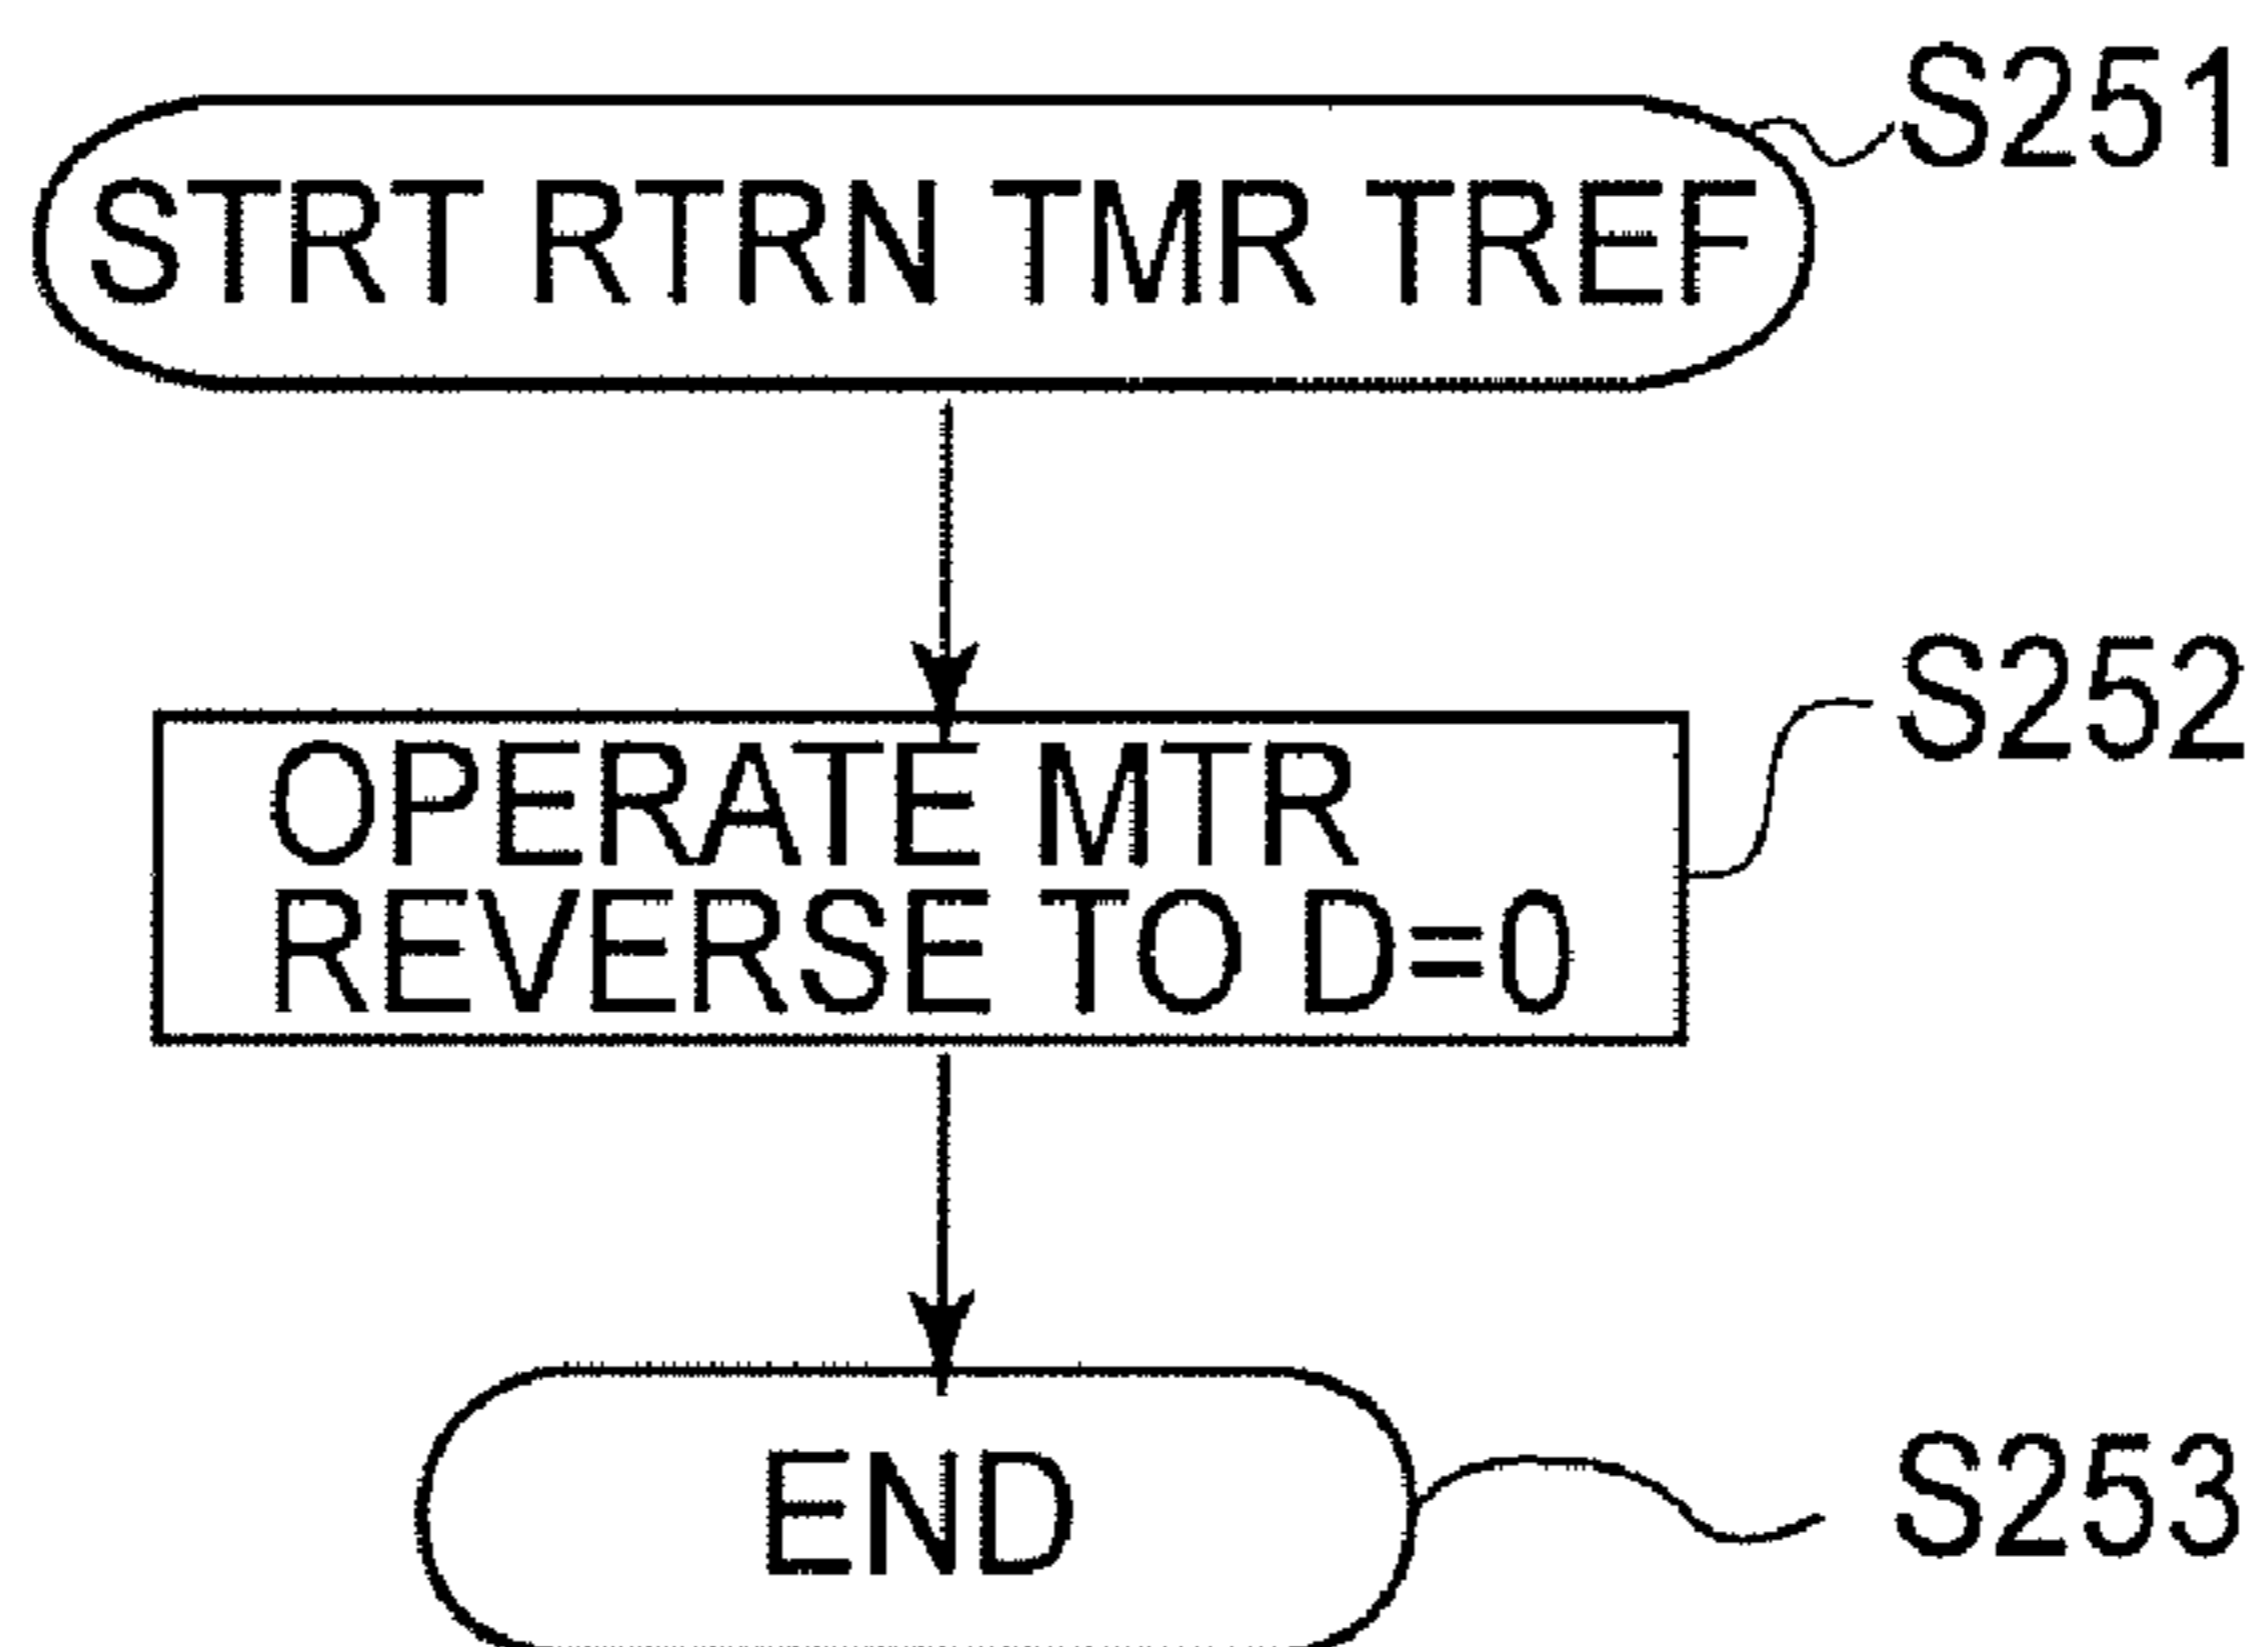 S251
STRT RTRN TMR TREF
S252
OPERATE MTR
REVERSE TO D=0
END
S253